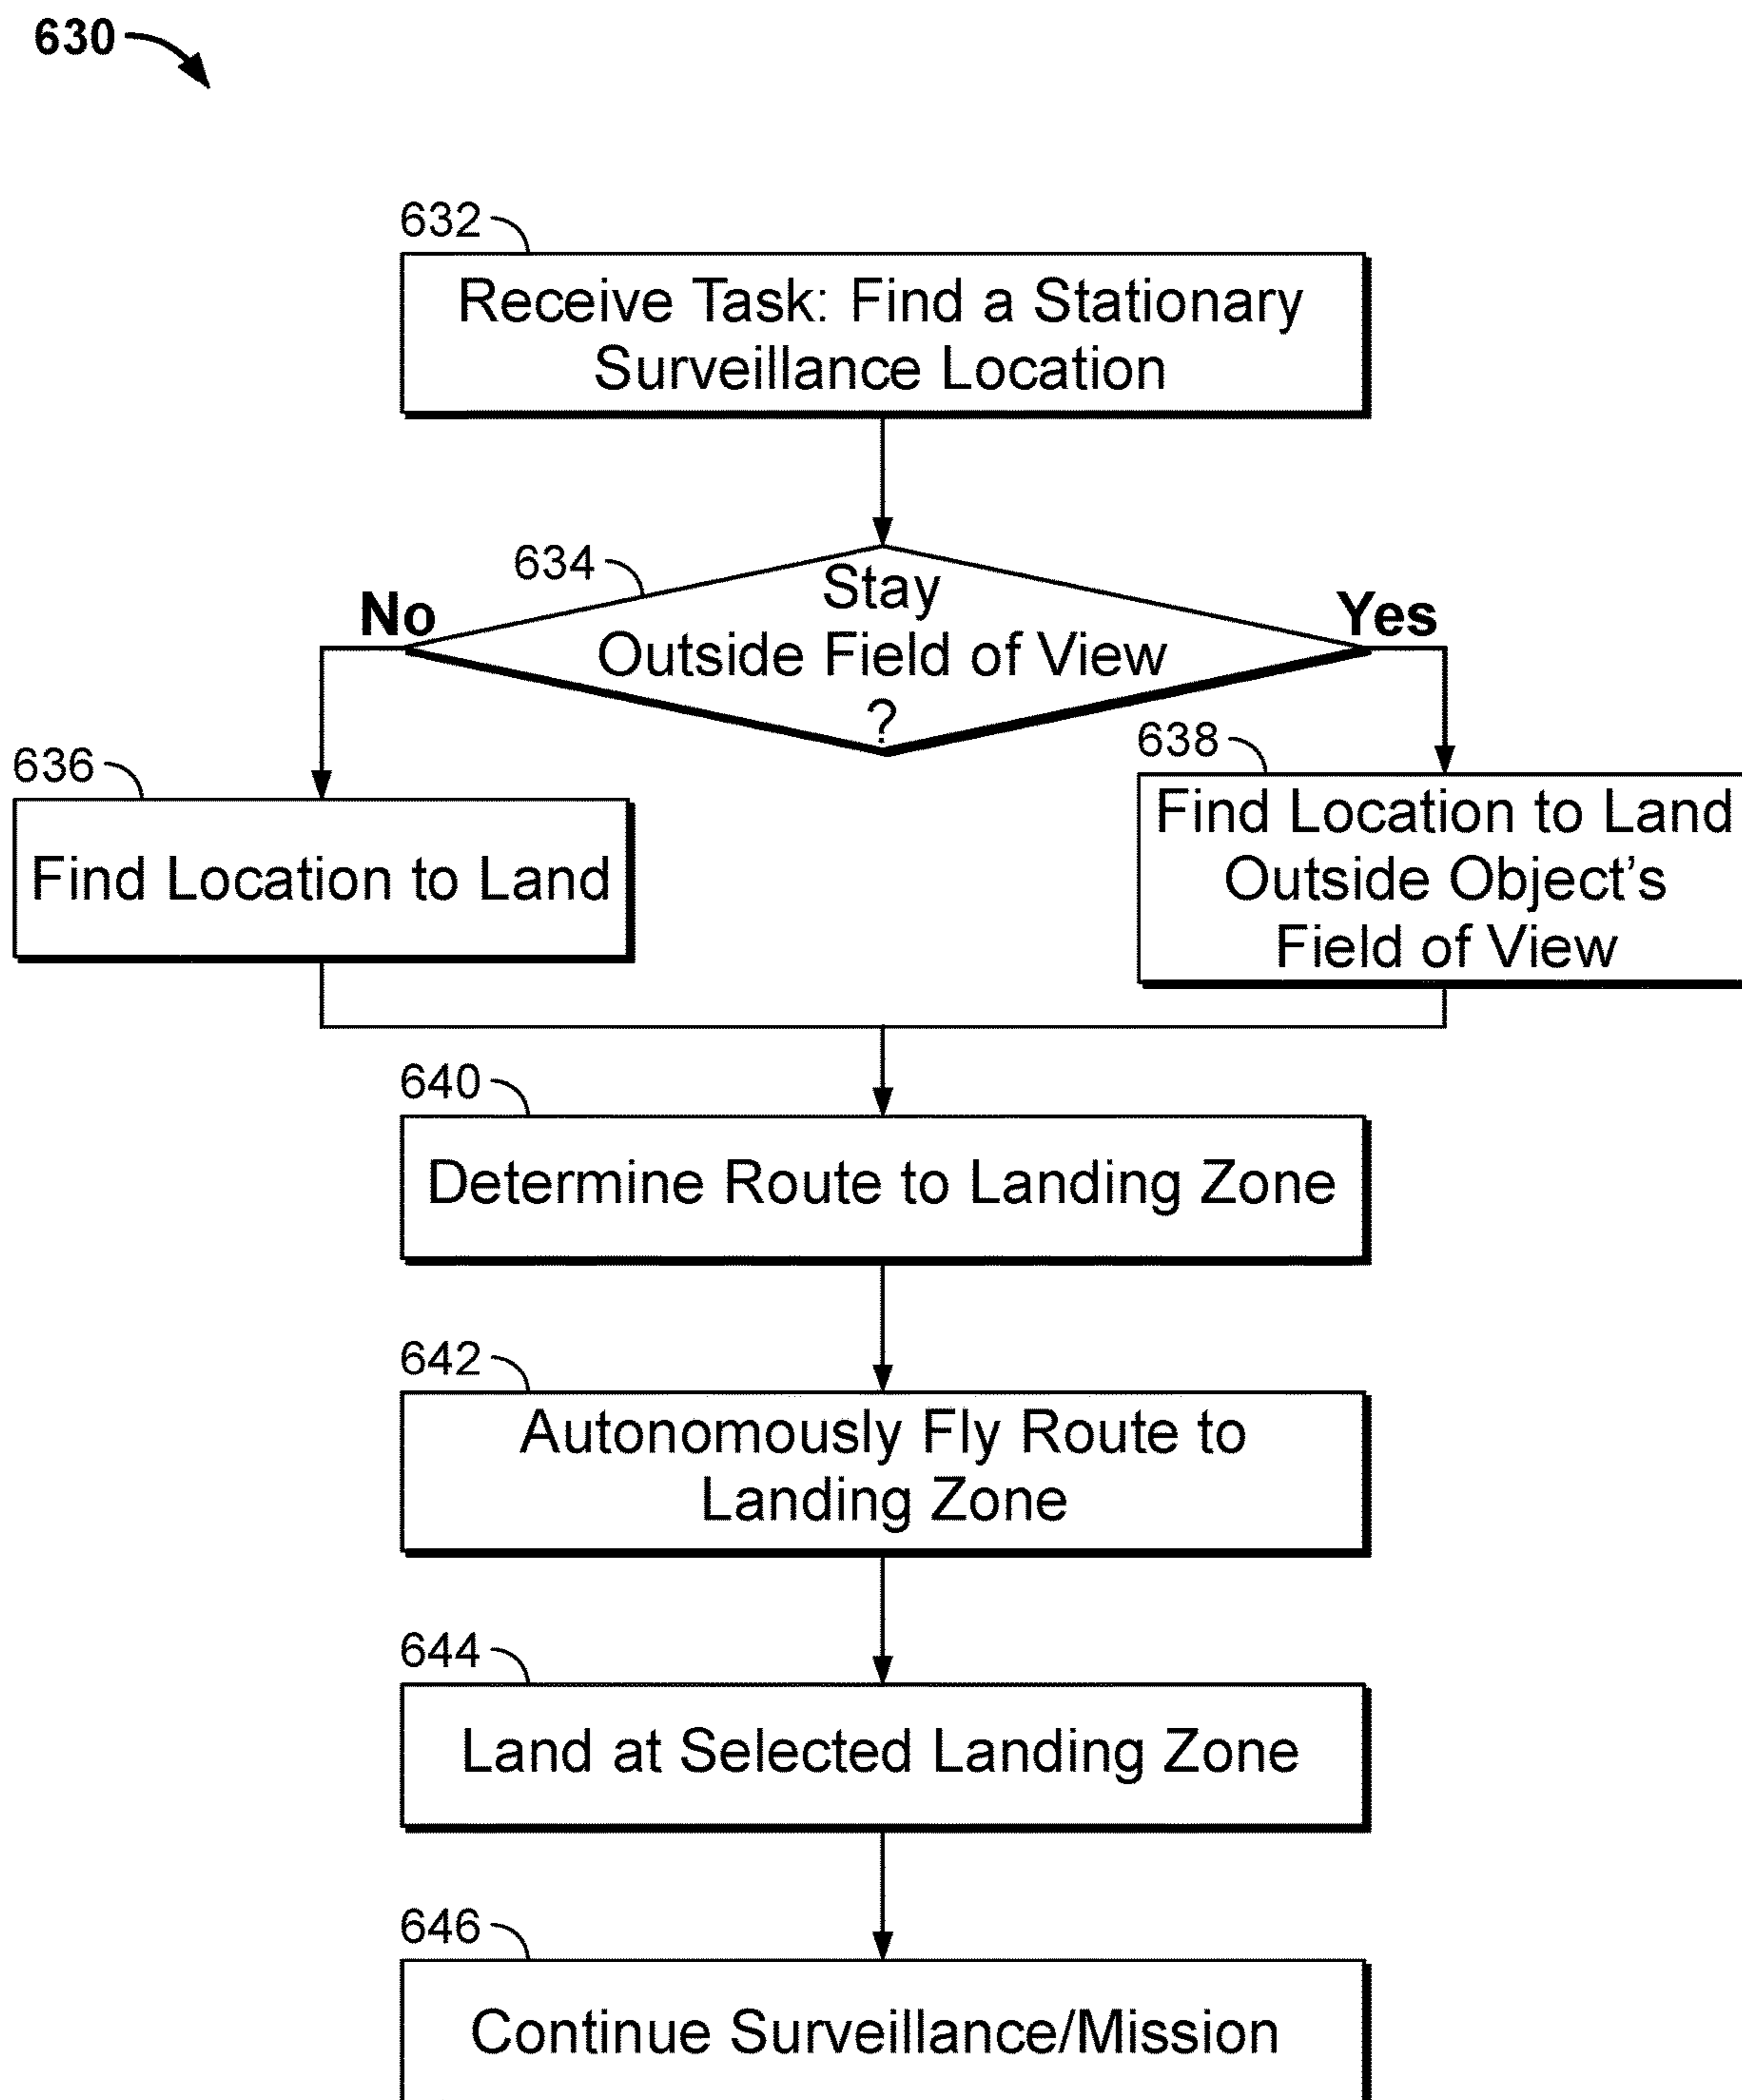 630
632
Receive Task: Find a Stationary
Surveillance Location
634
Stay
Outside Field of View
?
No
Yes
636
Find Location to Land
638
Find Location to Land
Outside Object's
Field of View
640
Determine Route to Landing Zone
642
Autonomously Fly Route to
Landing Zone
644
Land at Selected Landing Zone
646
Continue Surveillance/Mission